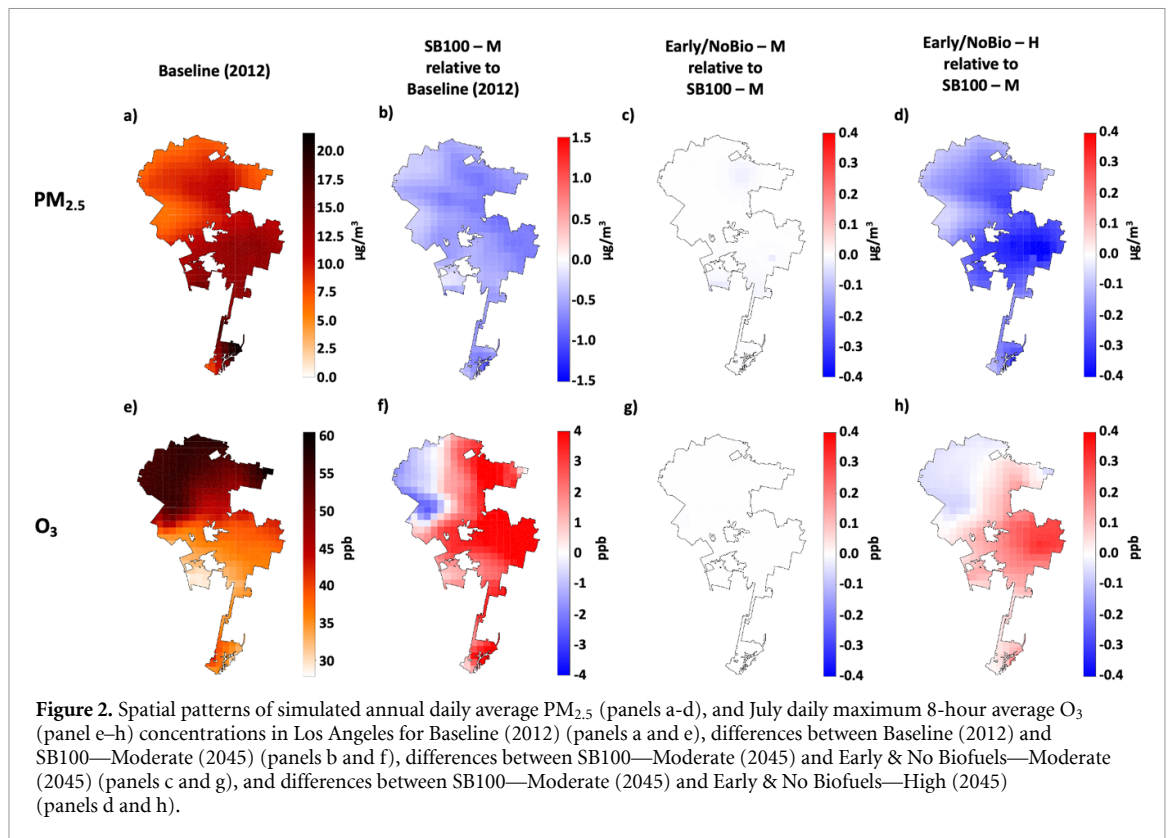 Baseline (2012)
SB100 – M
relative to
Baseline (2012)
Early/NoBio – M
relative to
SB100 – M
Early/NoBio – H
relative to
SB100 – M
PM2.5
a)
20.0
17.5
15.0
12.5
10.0
7.5
5.0
2.5
0.0
µg/m³
b)
1.5
1.0
0.5
0.0
-0.5
-1.0
-1.5
µg/m³
c)
0.4
0.3
0.2
0.1
0.0
-0.1
-0.2
-0.3
-0.4
µg/m³
d)
0.4
0.3
0.2
0.1
0.0
-0.1
-0.2
-0.3
-0.4
µg/m³
O3
e)
60
55
50
45
40
35
30
ppb
f)
4
3
2
1
0
-1
-2
-3
-4
ppb
g)
0.4
0.3
0.2
0.1
0.0
-0.1
-0.2
-0.3
-0.4
ppb
h)
0.4
0.3
0.2
0.1
0.0
-0.1
-0.2
-0.3
-0.4
ppb
Figure 2. Spatial patterns of simulated annual daily average PM2.5 (panels a-d), and July daily maximum 8-hour average O3
(panel e–h) concentrations in Los Angeles for Baseline (2012) (panels a and e), differences between Baseline (2012) and
SB100—Moderate (2045) (panels b and f), differences between SB100—Moderate (2045) and Early & No Biofuels—Moderate
(2045) (panels c and g), and differences between SB100—Moderate (2045) and Early & No Biofuels—High (2045)
(panels d and h).